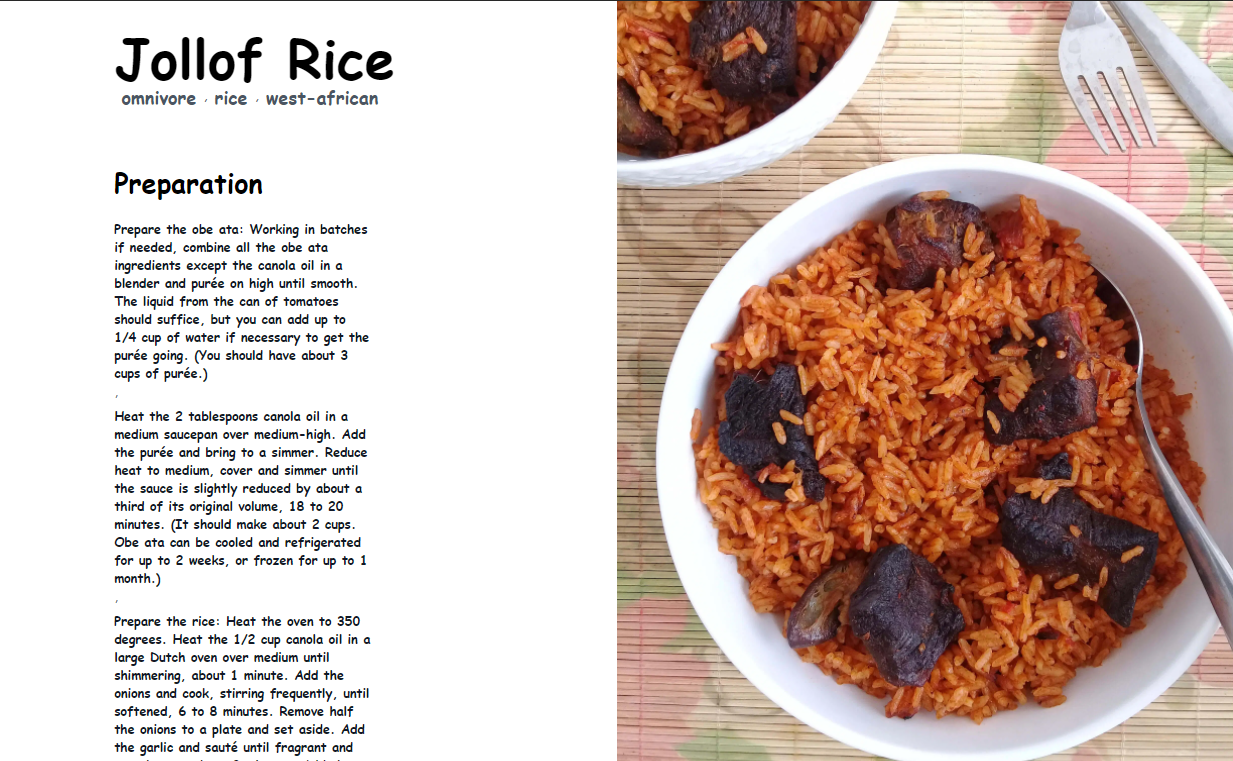 Jollof Rice
omnivore , rice , west-african
Preparation
Prepare the obe ata: Working in batches
if needed, combine all the obe ata
ingredients except the canola oil in a
blender and purée on high until smooth.
The liquid from the can of tomatoes
should suffice, but you can add up to
1/4 cup of water if necessary to get the
purée going. (You should have about 3
cups of purée.)
,
Heat the 2 tablespoons canola oil in a
medium saucepan over medium-high. Add
the purée and bring to a simmer. Reduce
heat to medium, cover and simmer until
the sauce is slightly reduced by about a
third of its original volume, 18 to 20
minutes. (It should make about 2 cups.
Obe ata can be cooled and refrigerated
for up to 2 weeks, or frozen for up to 1
month.)
,
Prepare the rice: Heat the oven to 350
degrees. Heat the 1/2 cup canola oil in a
large Dutch oven over medium until
shimmering, about 1 minute. Add the
onions and cook, stirring frequently, until
softened, 6 to 8 minutes. Remove half
the onions to a plate and set aside. Add
the garlic and sauté until fragrant and